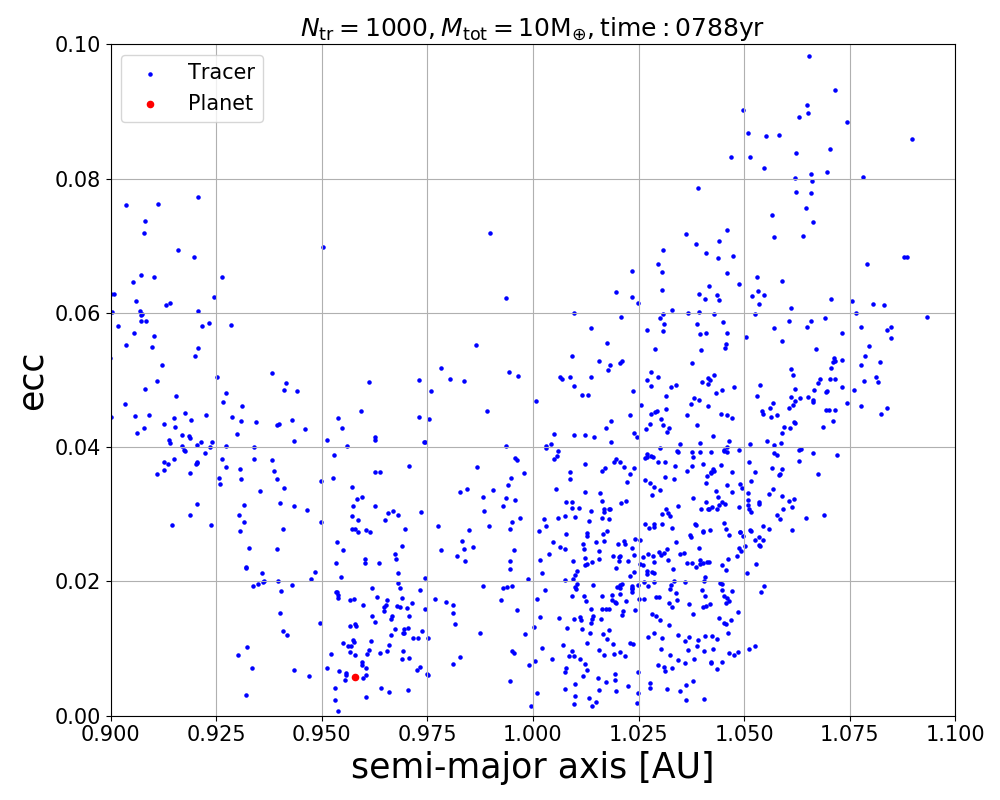 N_tr = 1000, M_tot = 10M_⊕, time : 0788yr
Tracer
Planet
0.10
0.08
0.06
0.04
0.02
0.00
ecc
0.900 0.925 0.950 0.975 1.000 1.025 1.050 1.075 1.100
semi-major axis [AU]